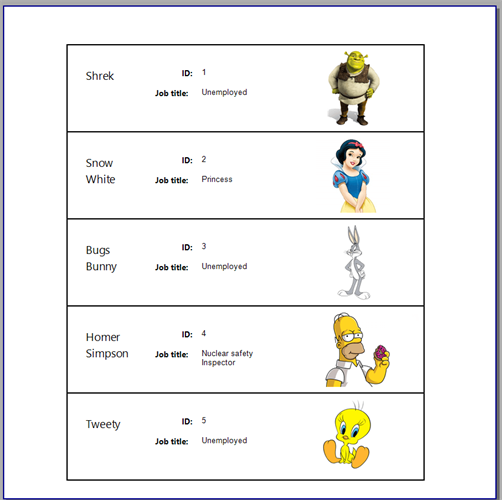 Shrek
ID: 1
Job title: Unemployed
Snow
White
ID: 2
Job title: Princess
Bugs
Bunny
ID: 3
Job title: Unemployed
Homer
Simpson
ID: 4
Job title: Nuclear safety
Inspector
Tweety
ID: 5
Job title: Unemployed